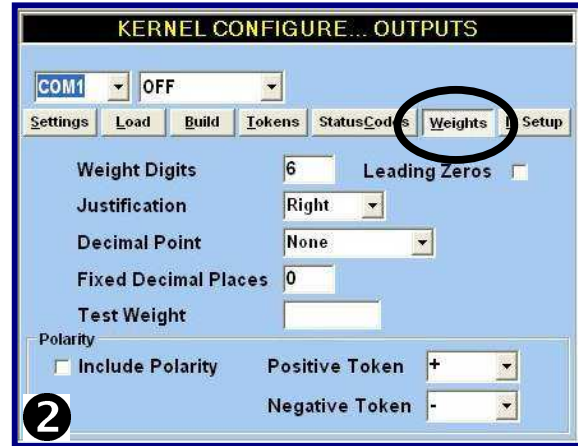 KERNEL CONFIGURE... OUTPUTS
COM1 OFF
Settings Load Build Tokens StatusCodes Weights Setup
Weight Digits 6 Leading Zeros
Justification Right
Decimal Point None
Fixed Decimal Places 0
Test Weight
Polarity
Include Polarity Positive Token +
Negative Token -
2